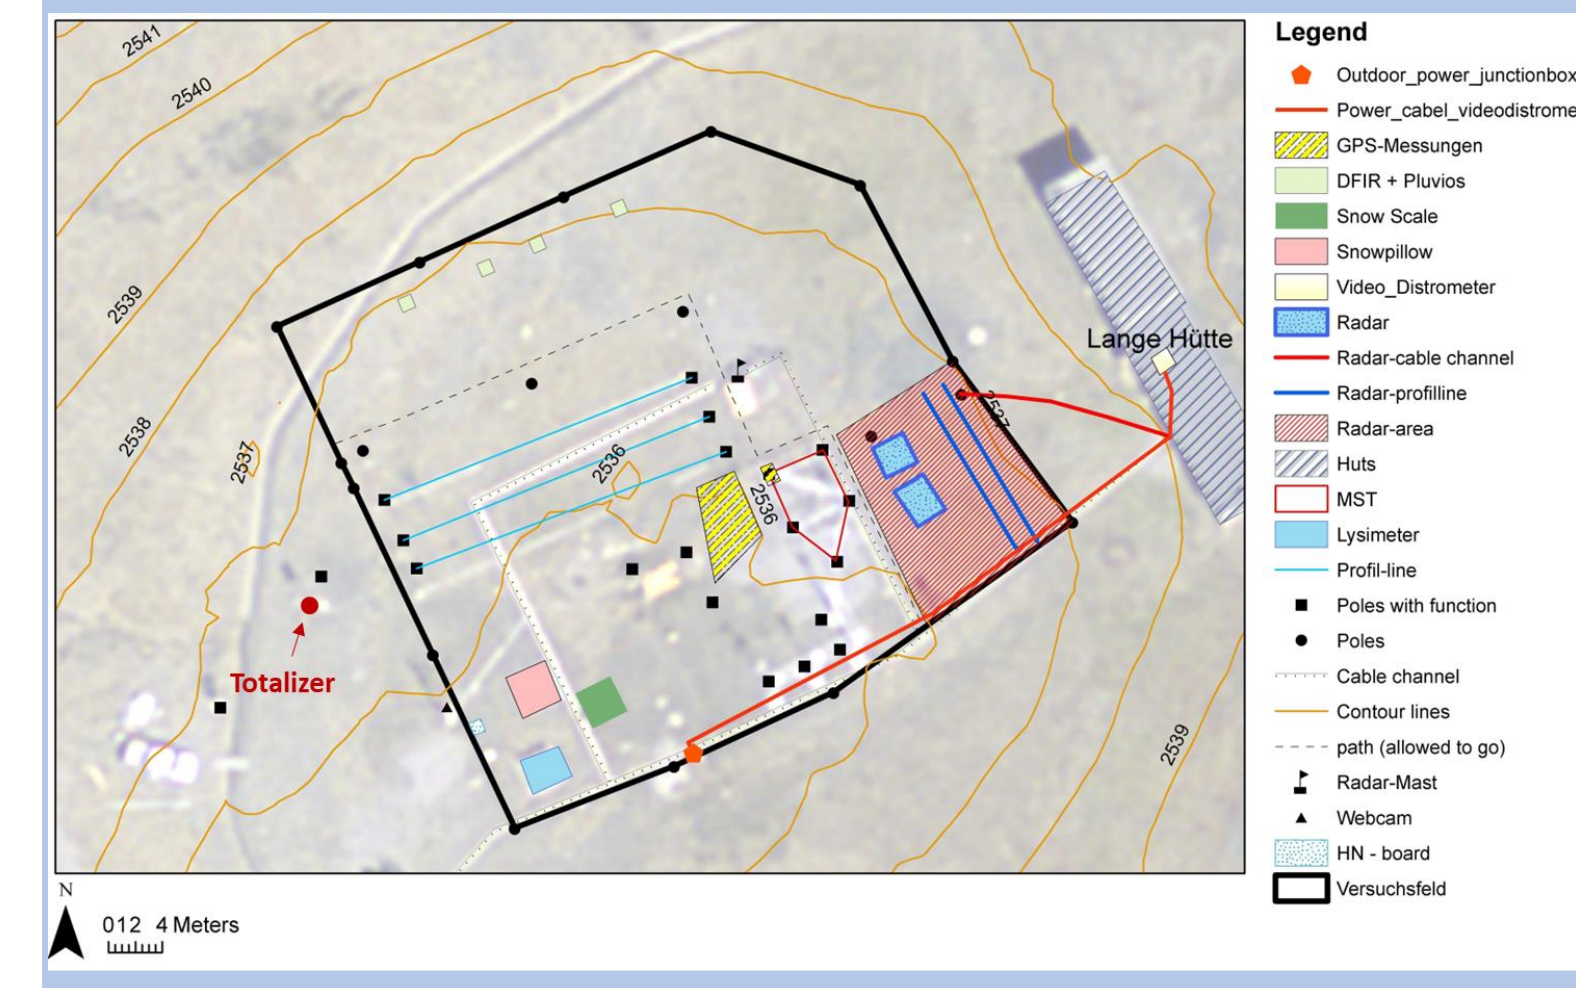 2541
2540
2539
2538
2537
2536
2536
2537
2539
Lange Hütte
Totalizer
N
012 4 Meters
Legend
Outdoor_power_junctionbox
Power_cabel_videodistrome
GPS-Messungen
DFIR + Pluvios
Snow Scale
Snowpillow
Video_Distrometer
Radar
Radar-cable channel
Radar-profilline
Radar-area
Huts
MST
Lysimeter
Profil-line
Poles with function
Poles
Cable channel
Contour lines
path (allowed to go)
Radar-Mast
Webcam
HN - board
Versuchsfeld